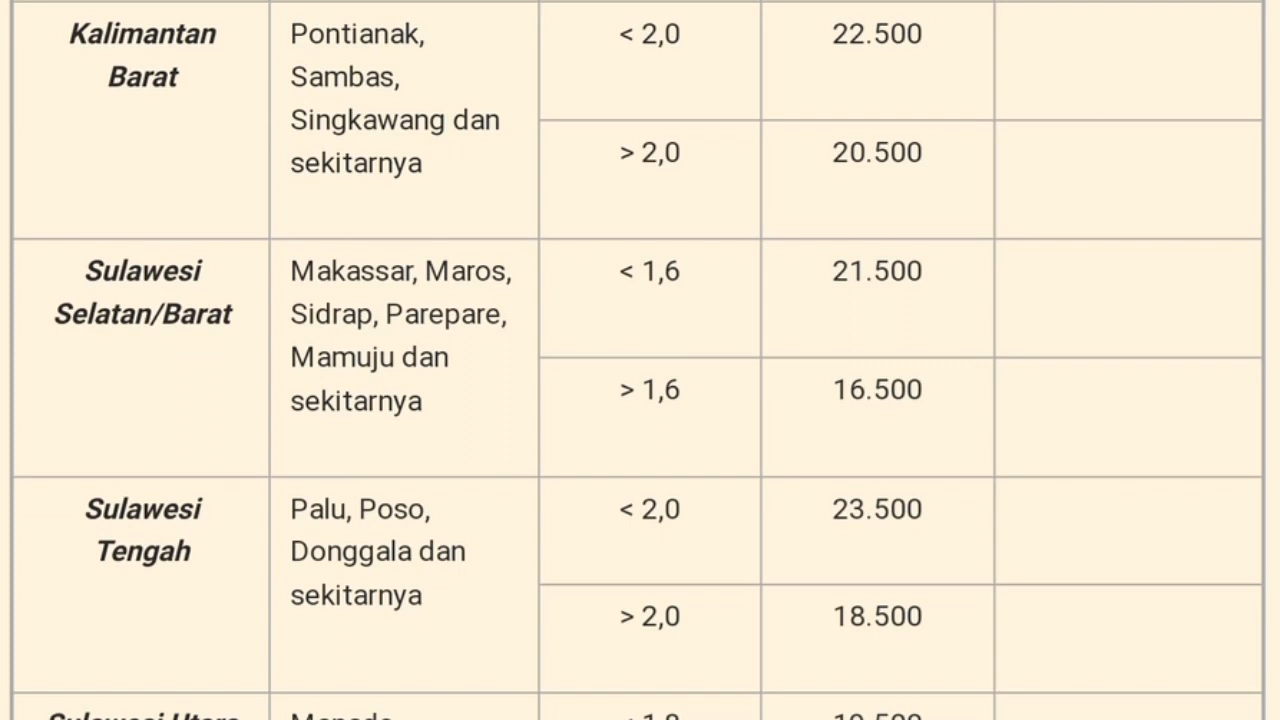 Kalimantan
Barat
Pontianak,
Sambas,
Singkawang dan
sekitarnya
< 2,0
22.500
> 2,0
20.500
Sulawesi
Selatan/Barat
Makassar, Maros,
Sidrap, Parepare,
Mamuju dan
sekitarnya
< 1,6
21.500
> 1,6
16.500
Sulawesi
Tengah
Palu, Poso,
Donggala dan
sekitarnya
< 2,0
23.500
> 2,0
18.500
Sulawesi Utara
Manado